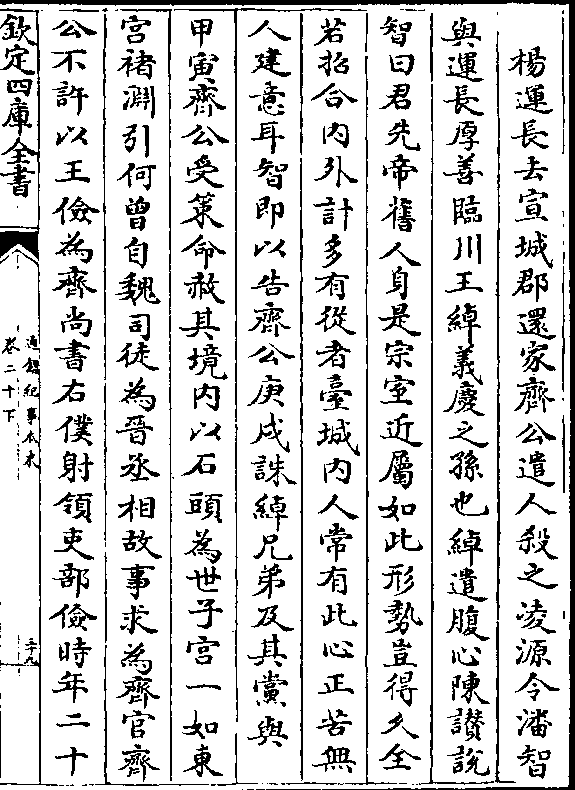 楊運長去宣城郡還家齊公遣人殺之凌源令潘智
與運長厚善臨川王綽義慶之孫也綽遣腹心陳讃說
智曰君先帝舊人身是宗室近屬如此形勢豈得久全
若招合内外計多有從者臺城内人常有此心正苦無
人建意耳智即以告齊公庚戌誅綽兄弟及其黨與
甲寅齊公受策命赦其境内以石頭為世子宫一如東
宫褚淵引何曾自魏司徒為晉丞相故事求為齊官齊
公不許以王儉為齊尚書右僕射領吏部儉時年二十
欽定四庫全書
通鑑紀事本末
卷二十下
三十九